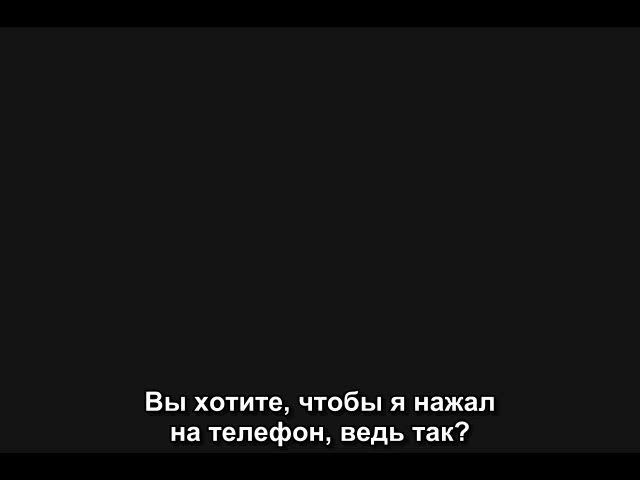 Вы хотите, чтобы я нажал
на телефон, ведь так?